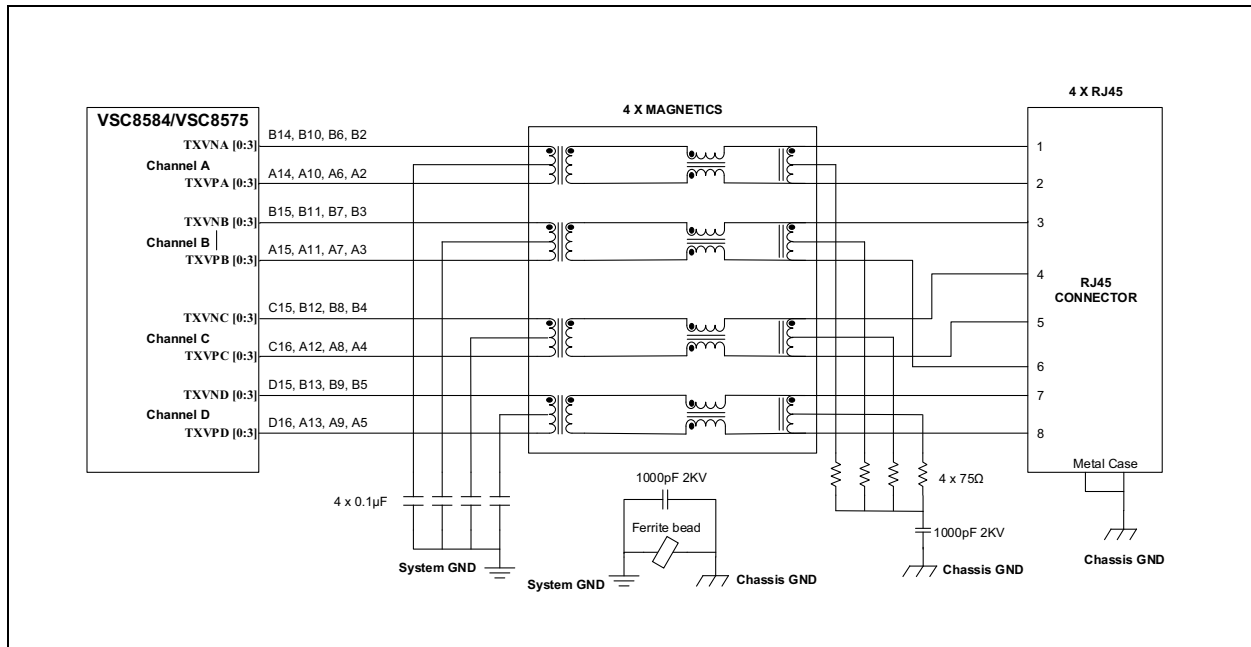 4 X RJ45
4 X MAGNETICS
VSC8584/VSC8575
TXVNA [0:3]
B14, B10, B6, B2
1
Channel A
TXVPA [0:3]
A14, A10, A6, A2
2
TXVNB [0:3]
B15, B11, B7, B3
3
Channel B
TXVPB [0:3]
A15, A11, A7, A3
4
RJ45
CONNECTOR
TXVNC [0:3]
C15, B12, B8, B4
5
Channel C
TXVPC [0:3]
C16, A12, A8, A4
6
TXVND [0:3]
D15, B13, B9, B5
7
Channel D
TXVPD [0:3]
D16, A13, A9, A5
8
Metal Case
4 x 0.1µF
1000pF 2KV
4 x 75Ω
Ferrite bead
1000pF 2KV
System GND
System GND
Chassis GND
Chassis GND
Chassis GND